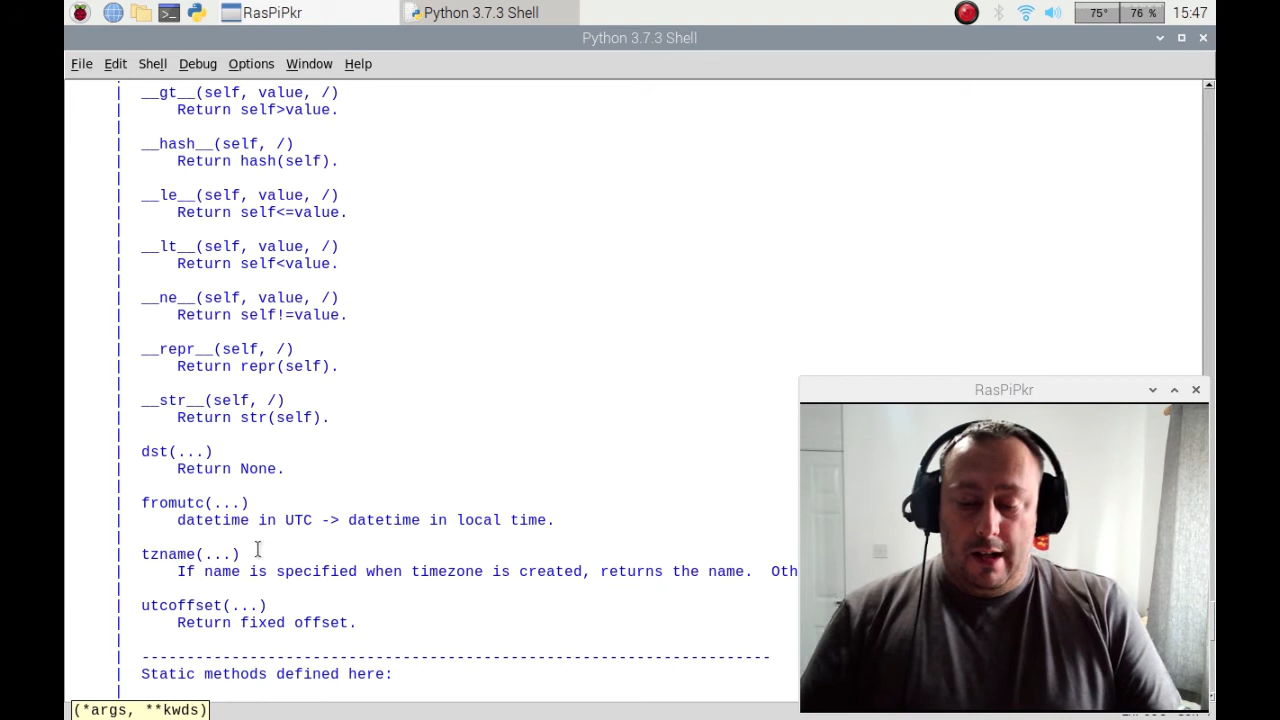 RasPiPkr
Python 3.7.3 Shell
75°
76 %
15:47
Python 3.7.3 Shell
File Edit Shell Debug Options Window Help
| __gt__(self, value, /)
| Return self>value.
|
| __hash__(self, /)
| Return hash(self).
|
| __le__(self, value, /)
| Return self<=value.
|
| __lt__(self, value, /)
| Return self<value.
|
| __ne__(self, value, /)
| Return self!=value.
|
| __repr__(self, /)
| Return repr(self).
|
| __str__(self, /)
| Return str(self).
|
| dst(...)
| Return None.
|
| fromutc(...)
| datetime in UTC -> datetime in local time.
|
| tzname(...)
| If name is specified when timezone is created, returns the name. Oth
|
| utcoffset(...)
| Return fixed offset.
|
| ----------------------------------------------------------------------
| Static methods defined here:
|
(*args, **kwds)
RasPiPkr